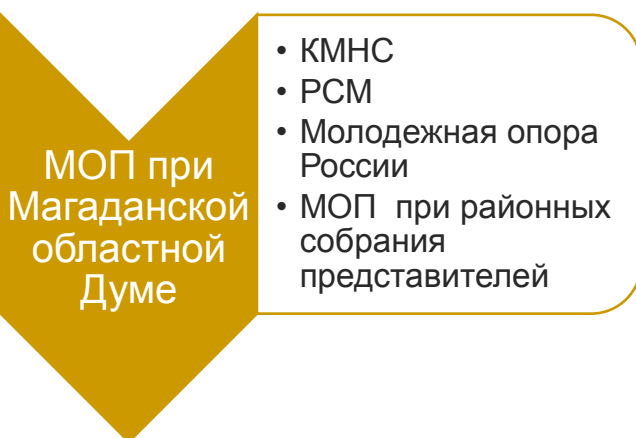 МОП при
Магаданской
областной
Думе
• КМНС
• РСМ
• Молодежная опора
России
• МОП при районных
собрания
представителей